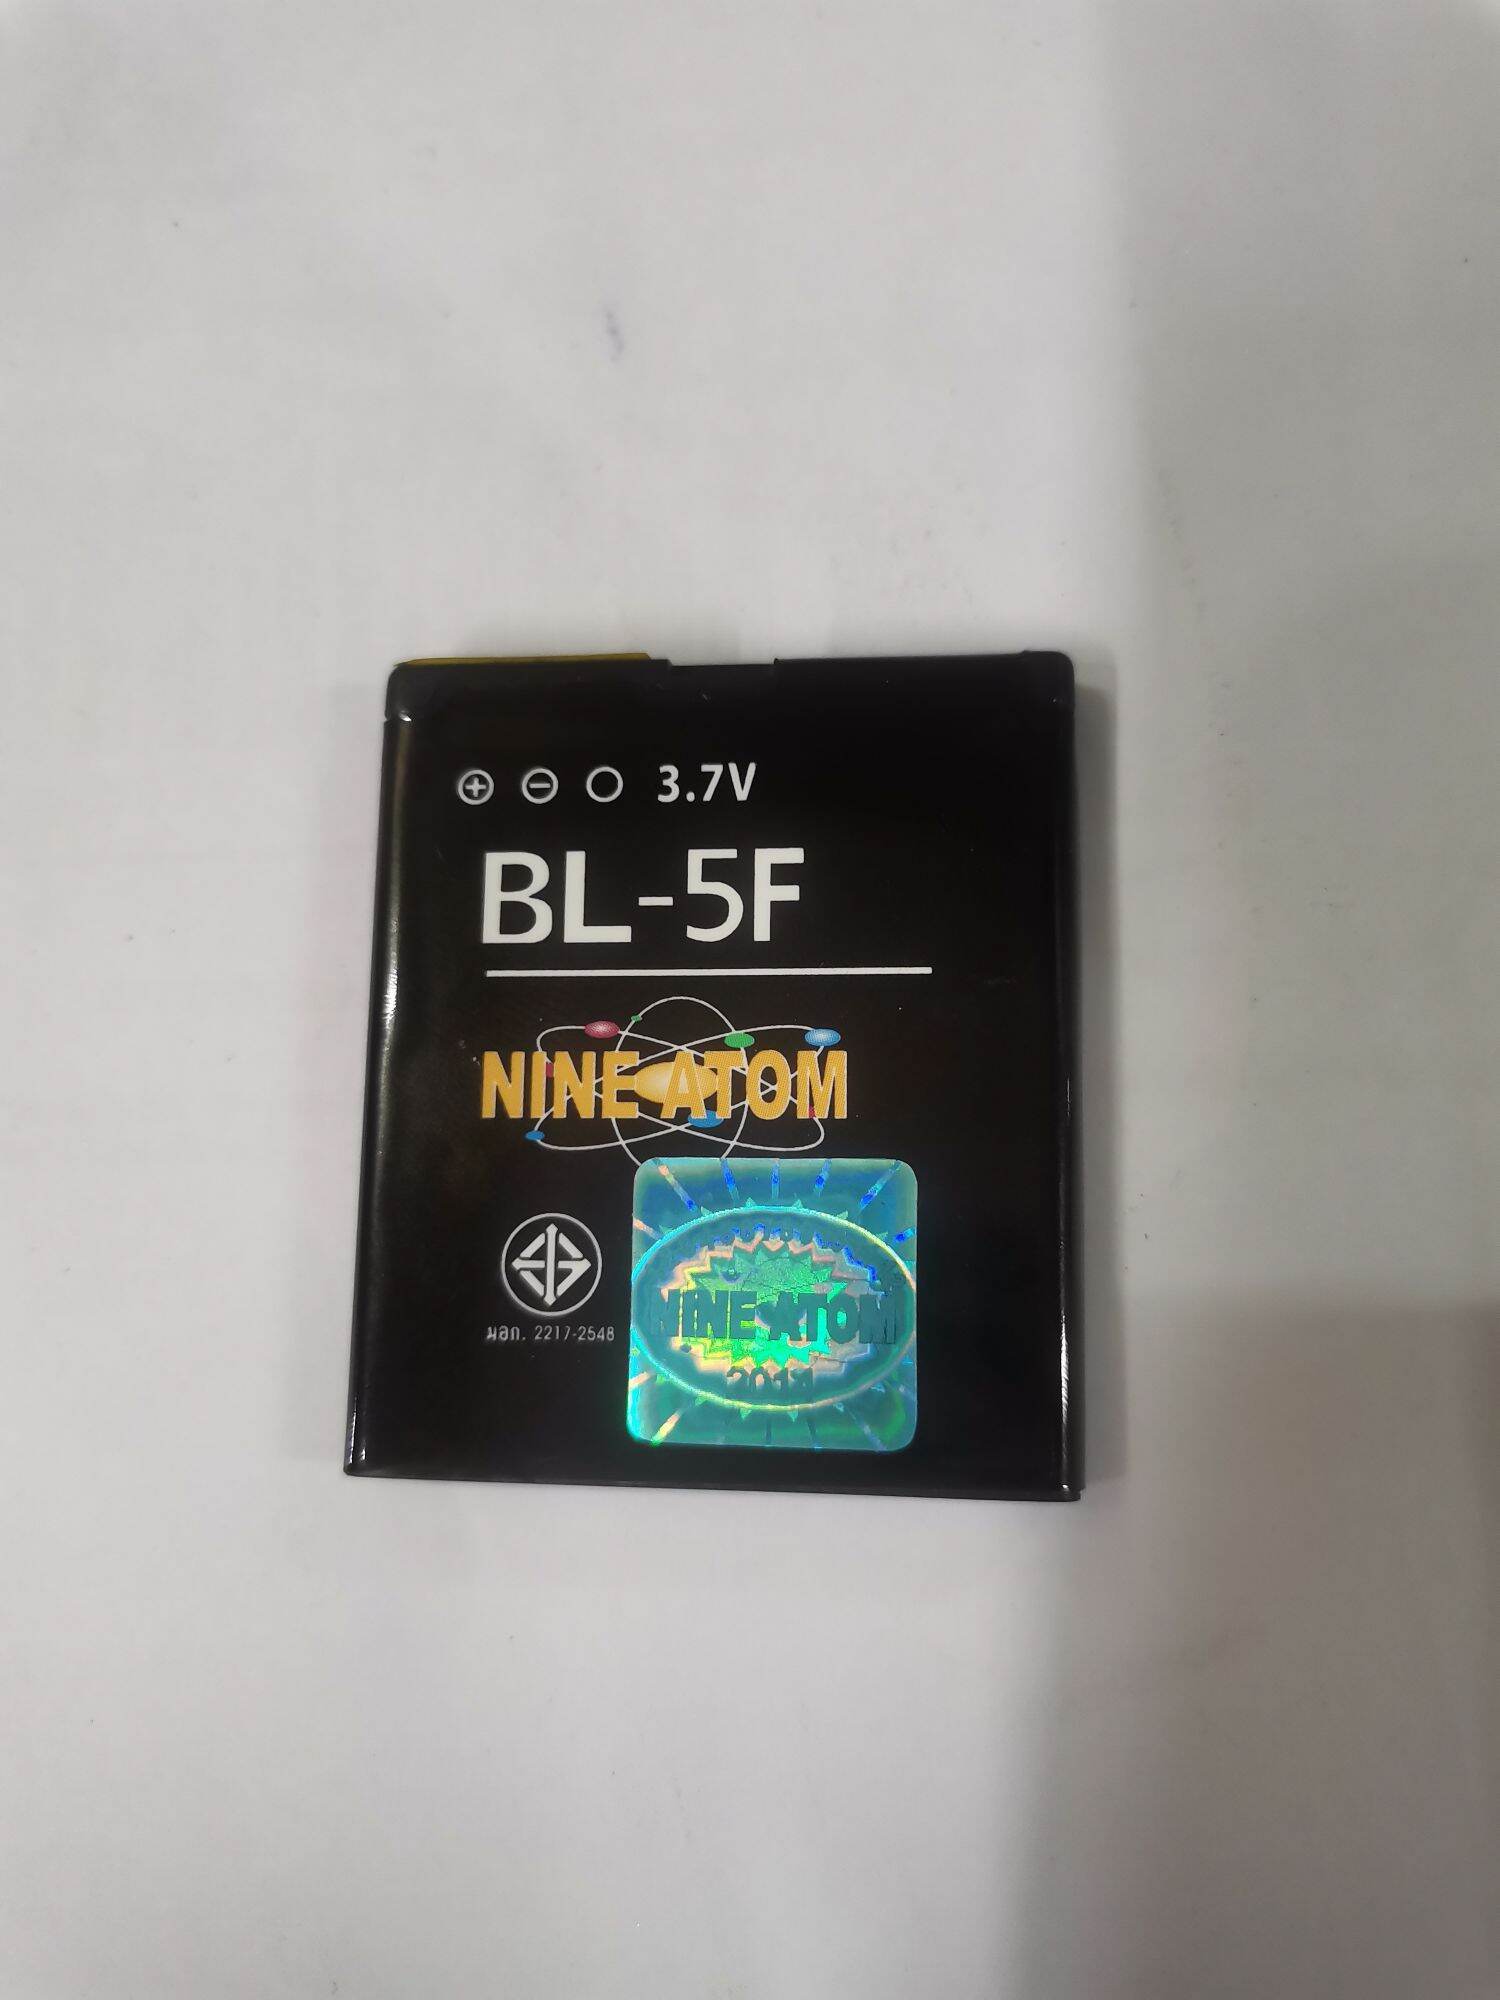 3.7V
BL-5F
NINE ATOM
มอก. 2217-2548
NINE ATOM